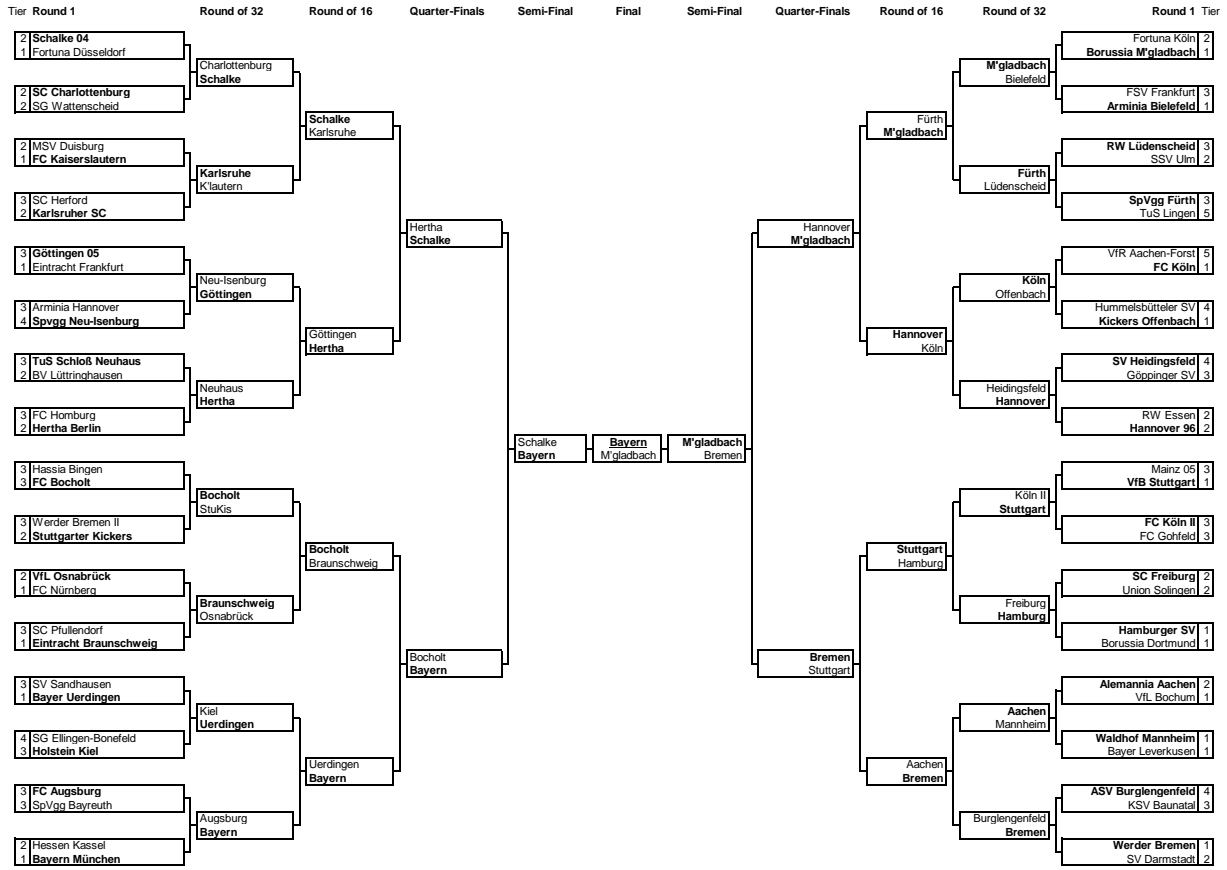 Tier Round 1 Round of 32 Round of 16 Quarter-Finals Semi-Final Final Semi-Final Quarter-Finals Round of 16 Round of 32 Round 1 Tier
2 Schalke 04
1 Fortuna Düsseldorf
2 SC Charlottenburg
2 SG Wattenscheid
2 MSV Duisburg
1 FC Kaiserslautern
3 SC Herford
2 Karlsruher SC
3 Göttingen 05
1 Eintracht Frankfurt
3 Arminia Hannover
4 Spvgg Neu-Isenburg
3 TuS Schloß Neuhaus
2 BV Lüttringhausen
3 FC Homburg
2 Hertha Berlin
3 Hassia Bingen
3 FC Bocholt
3 Werder Bremen II
2 Stuttgarter Kickers
2 VfL Osnabrück
1 FC Nürnberg
3 SC Pfullendorf
1 Eintracht Braunschweig
3 SV Sandhausen
1 Bayer Uerdingen
4 SG Ellingen-Bonefeld
3 Holstein Kiel
3 FC Augsburg
3 SpVgg Bayreuth
2 Hessen Kassel
1 Bayern München
Charlottenburg
Schalke
Karlsruhe
K'lautern
Neu-Isenburg
Göttingen
Neuhaus
Hertha
Bocholt
StuKis
Braunschweig
Osnabrück
Kiel
Uerdingen
Augsburg
Bayern
Schalke
Karlsruhe
Göttingen
Hertha
Bocholt
Braunschweig
Uerdingen
Bayern
Hertha
Schalke
Bocholt
Bayern
Schalke
Bayern
Bayern
M'gladbach
M'gladbach
Bremen
Hannover
M'gladbach
Bremen
Stuttgart
Fürth
M'gladbach
Hannover
Köln
Stuttgart
Hamburg
Aachen
Bremen
M'gladbach
Bielefeld
Fürth
Lüdenscheid
Köln
Offenbach
Heidingsfeld
Hannover
Köln II
Stuttgart
Freiburg
Hamburg
Aachen
Mannheim
Burglengenfeld
Bremen
Fortuna Köln 2
Borussia M'gladbach 1
FSV Frankfurt 3
Arminia Bielefeld 1
RW Lüdenscheid 3
SSV Ulm 2
SpVgg Fürth 3
TuS Lingen 5
VfR Aachen-Forst 5
FC Köln 1
Hummelsbütteler SV 4
Kickers Offenbach 1
SV Heidingsfeld 4
Göppinger SV 3
RW Essen 2
Hannover 96 2
Mainz 05 3
VfB Stuttgart 1
FC Köln II 3
FC Gohfeld 3
SC Freiburg 2
Union Solingen 2
Hamburger SV 1
Borussia Dortmund 1
Alemannia Aachen 2
VfL Bochum 1
Waldhof Mannheim 1
Bayer Leverkusen 1
ASV Burglengenfeld 4
KSV Baunatal 3
Werder Bremen 1
SV Darmstadt 2